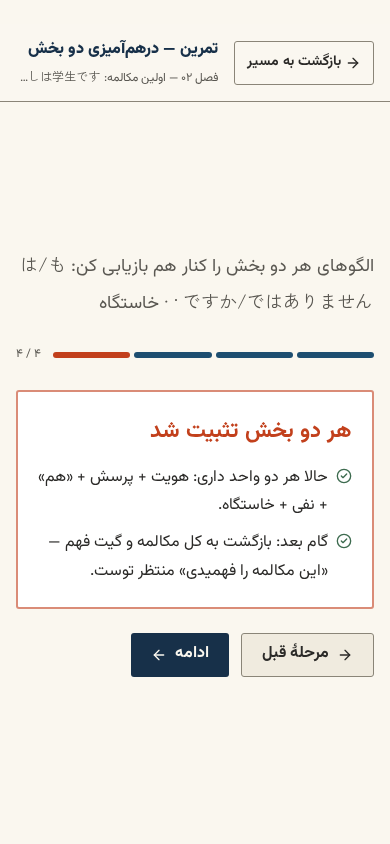 بازگشت به مسیر
تمرین — درهم‌آمیزی دو بخش
فصل ۰۲ — اولین مکالمه: しは学生です…
الگوهای هر دو بخش را کنار هم بازیابی کن: は/も
ですか/ではありません · · خاستگاه
۴ / ۴
هر دو بخش تثبیت شد
حالا هر دو واحد داری: هویت + پرسش + «هم»
+ نفی + خاستگاه.
گام بعد: بازگشت به کل مکالمه و گیت فهم —
«این مکالمه را فهمیدی» منتظر توست.
مرحلهٔ قبل
ادامه